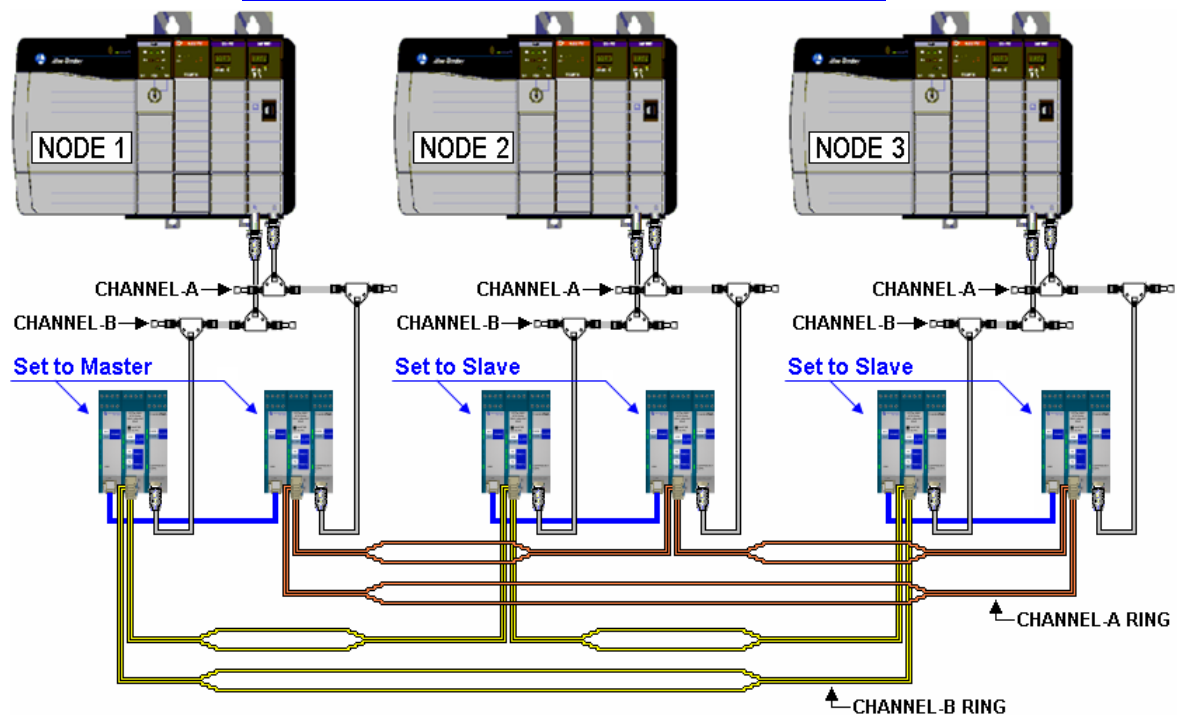 NODE 1
NODE 2
NODE 3
CHANNEL-A
CHANNEL-A
CHANNEL-A
CHANNEL-B
CHANNEL-B
CHANNEL-B
Set to Master
Set to Slave
Set to Slave
CHANNEL-A RING
CHANNEL-B RING